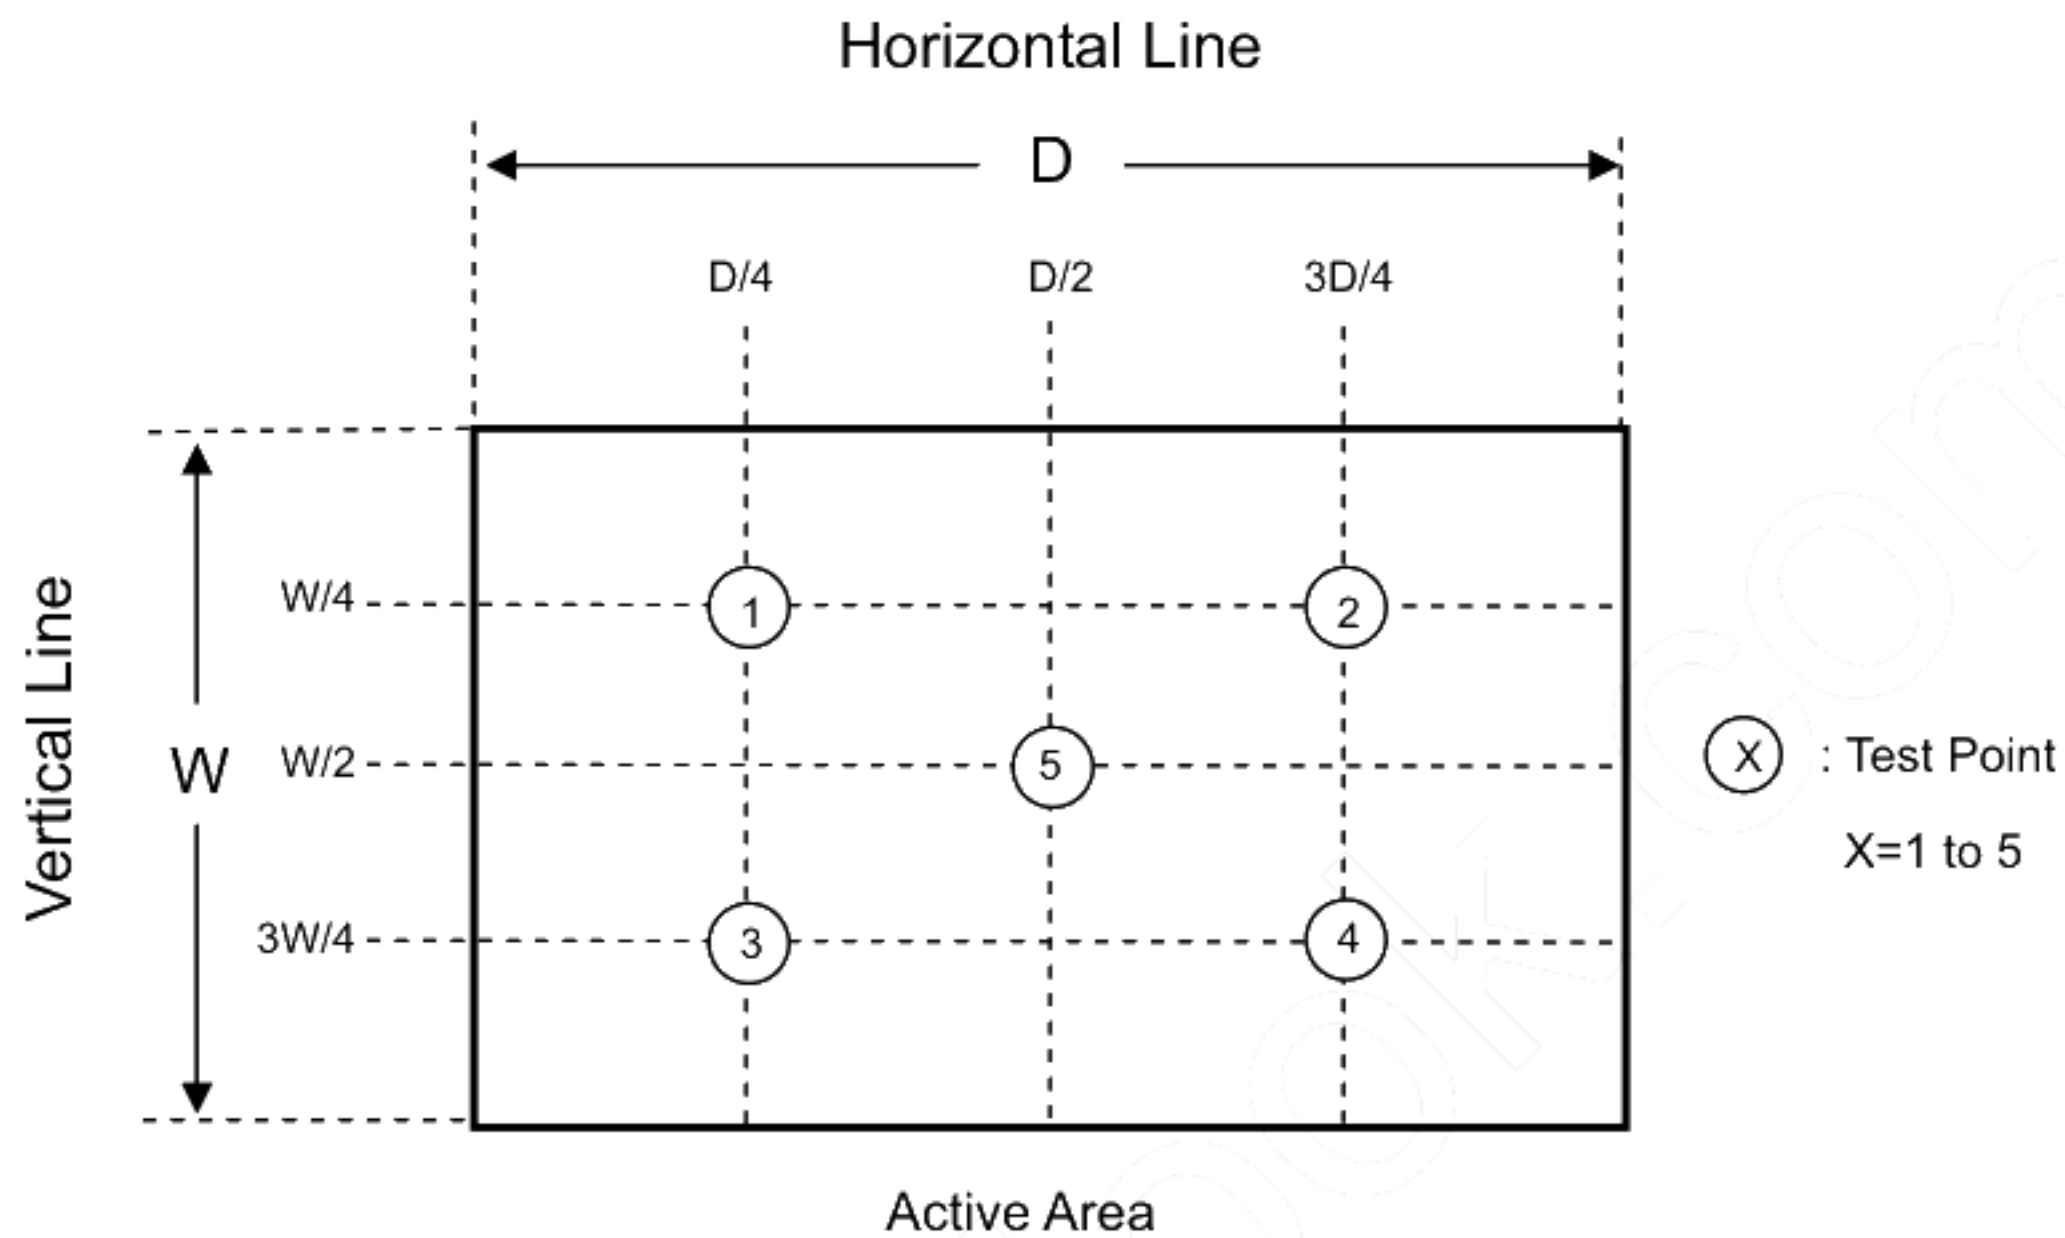 Horizontal Line
D
D/4 D/2 3D/4
W/4 1 2
Vertical Line
W W/2 5
X : Test Point
X=1 to 5
3W/4 3 4
Active Area